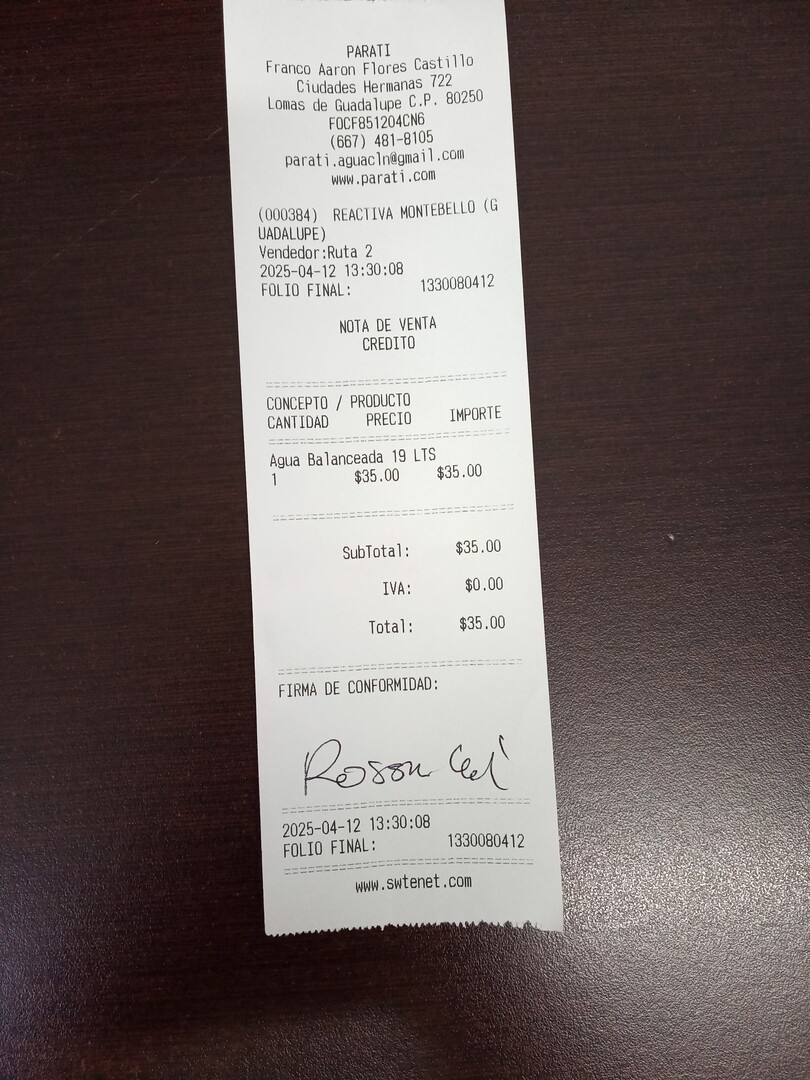 PARATI
Franco Aaron Flores Castillo
Ciudades Hermanas 722
Lomas de Guadalupe C.P. 80250
FOCF851204CN6
(667) 481-8105
parati.aguacln@gmail.com
www.parati.com
(000384) REACTIVA MONTEBELLO (G
UADALUPE)
Vendedor:Ruta 2
2025-04-12 13:30:08
FOLIO FINAL: 1330080412
NOTA DE VENTA
CREDITO
CONCEPTO / PRODUCTO
CANTIDAD PRECIO IMPORTE
Agua Balanceada 19 LTS
1 $35.00 $35.00
SubTotal: $35.00
IVA: $0.00
Total: $35.00
FIRMA DE CONFORMIDAD:
2025-04-12 13:30:08
FOLIO FINAL: 1330080412
www.swtenet.com